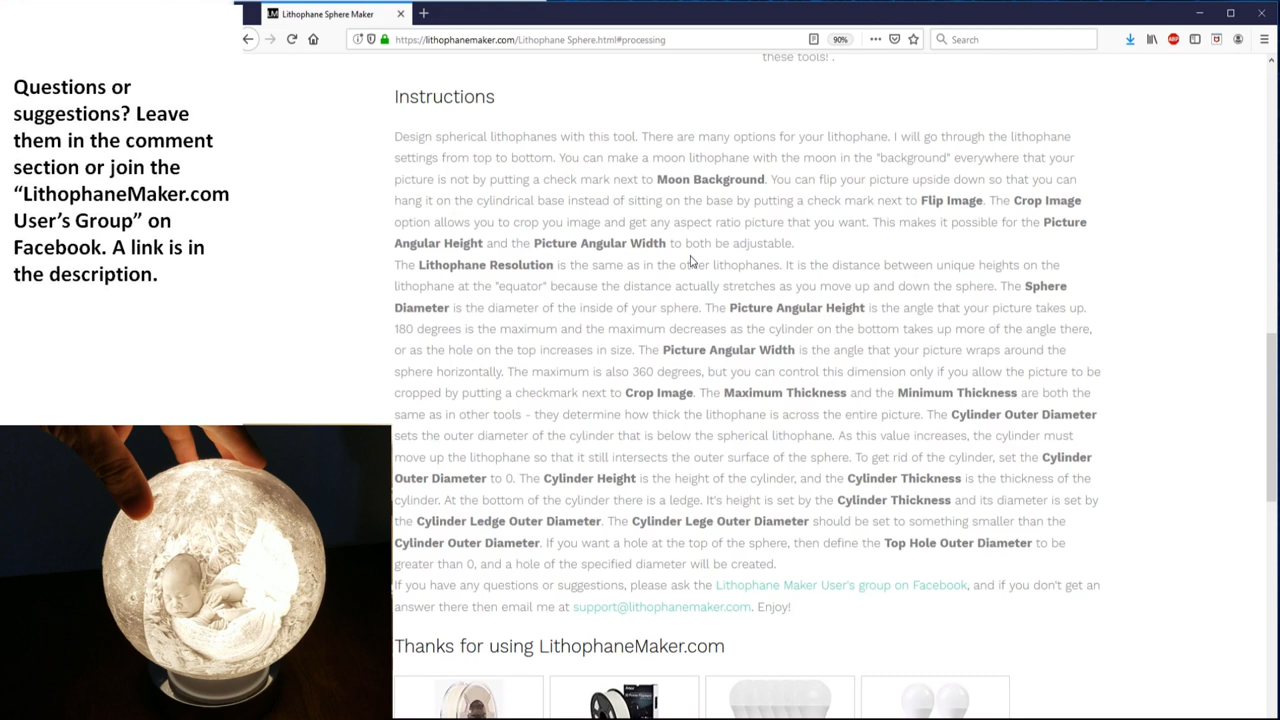 Questions or
suggestions? Leave
them in the comment
section or join the
“LithophaneMaker.com
User’s Group” on
Facebook. A link is in
the description.
LM Lithophane Sphere Maker
https://lithophanemaker.com/Lithophane Sphere.html#processing
90%
Search
ABP
these tools! .
Instructions
Design spherical lithophanes with this tool. There are many options for your lithophane. I will go through the lithophane
settings from top to bottom. You can make a moon lithophane with the moon in the "background" everywhere that your
picture is not by putting a check mark next to Moon Background. You can flip your picture upside down so that you can
hang it on the cylindrical base instead of sitting on the base by putting a check mark next to Flip Image. The Crop Image
option allows you to crop you image and get any aspect ratio picture that you want. This makes it possible for the Picture
Angular Height and the Picture Angular Width to both be adjustable.
The Lithophane Resolution is the same as in the other lithophanes. It is the distance between unique heights on the
lithophane at the "equator" because the distance actually stretches as you move up and down the sphere. The Sphere
Diameter is the diameter of the inside of your sphere. The Picture Angular Height is the angle that your picture takes up.
180 degrees is the maximum and the maximum decreases as the cylinder on the bottom takes up more of the angle there,
or as the hole on the top increases in size. The Picture Angular Width is the angle that your picture wraps around the
sphere horizontally. The maximum is also 360 degrees, but you can control this dimension only if you allow the picture to be
cropped by putting a checkmark next to Crop Image. The Maximum Thickness and the Minimum Thickness are both the
same as in other tools - they determine how thick the lithophane is across the entire picture. The Cylinder Outer Diameter
sets the outer diameter of the cylinder that is below the spherical lithophane. As this value increases, the cylinder must
move up the lithophane so that it still intersects the outer surface of the sphere. To get rid of the cylinder, set the Cylinder
Outer Diameter to 0. The Cylinder Height is the height of the cylinder, and the Cylinder Thickness is the thickness of the
cylinder. At the bottom of the cylinder there is a ledge. It's height is set by the Cylinder Thickness and its diameter is set by
the Cylinder Ledge Outer Diameter. The Cylinder Lege Outer Diameter should be set to something smaller than the
Cylinder Outer Diameter. If you want a hole at the top of the sphere, then define the Top Hole Outer Diameter to be
greater than 0, and a hole of the specified diameter will be created.
If you have any questions or suggestions, please ask the Lithophane Maker User's group on Facebook, and if you don't get an
answer there then email me at support@lithophanemaker.com. Enjoy!
Thanks for using LithophaneMaker.com